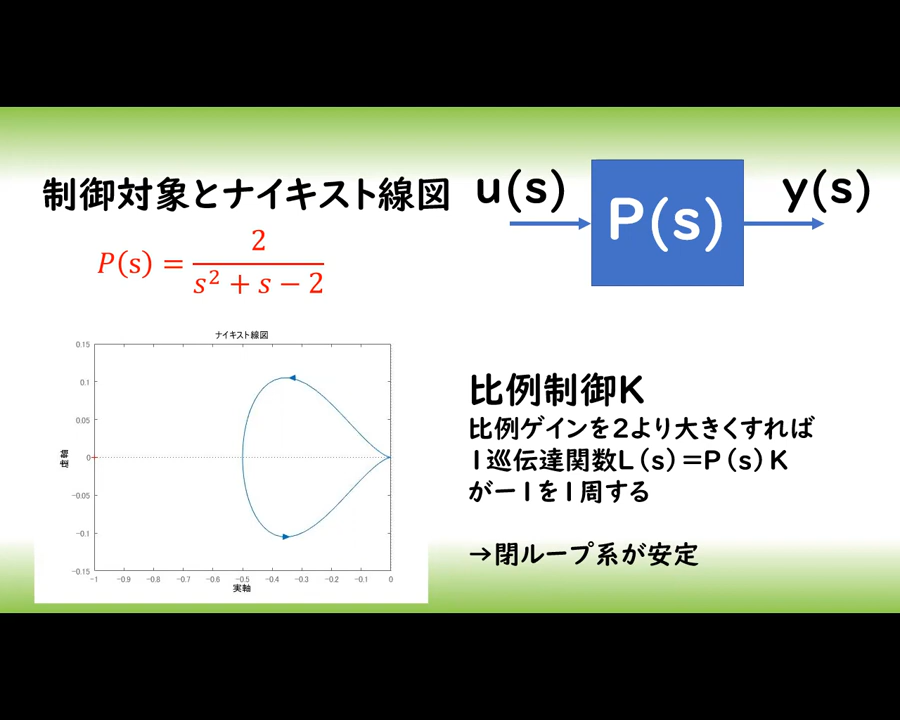 制御対象とナイキスト線図
P(s) = 2 / (s² + s − 2)
u(s)
P(s)
y(s)
ナイキスト線図
0.15
0.1
0.05
0
−0.05
−0.1
−0.15
虚軸
−1 −0.9 −0.8 −0.7 −0.6 −0.5 −0.4 −0.3 −0.2 −0.1 0
実軸
比例制御K
比例ゲインを2より大きくすれば
1巡伝達関数L(s)=P(s)K
がー1を1周する
→閉ループ系が安定